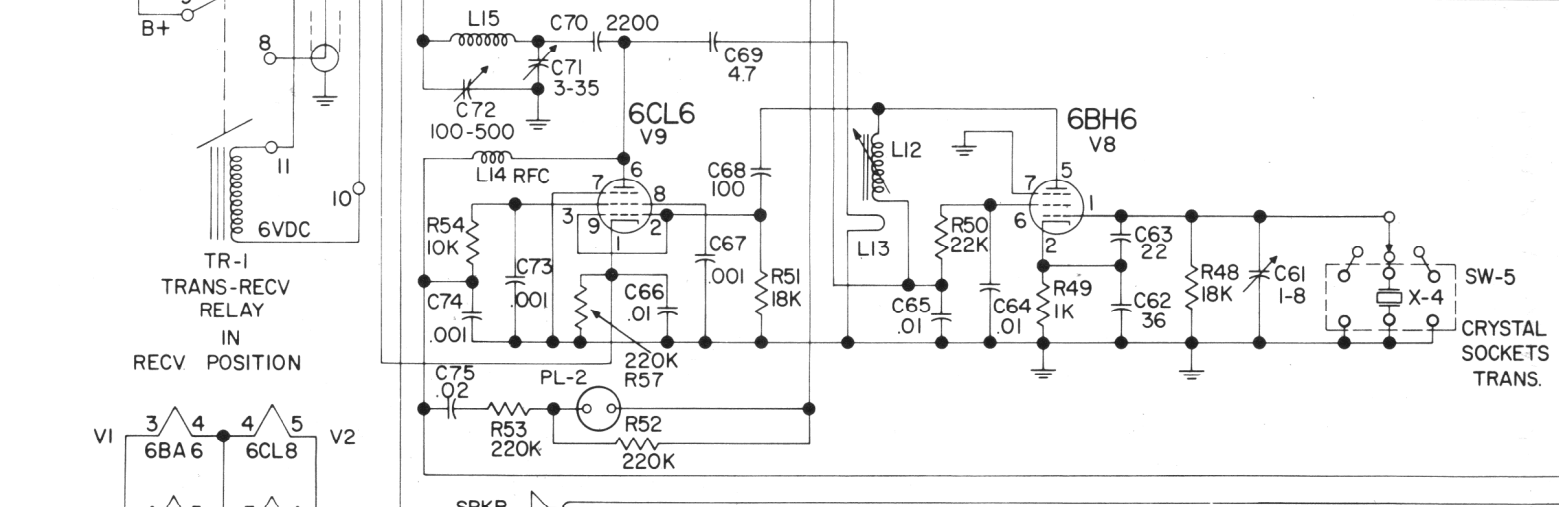 B+
8
11
10
6VDC
TR-1
TRANS-RECV
RELAY
IN
RECV. POSITION
V1
3
4
6BA6
4
5
6CL8
V2
L15
C70
2200
C71
3-35
C72
100-500
C69
4.7
6CL6
V9
L14 RFC
6
7
8
3
9
2
1
R54
10K
C73
.001
C74
.001
C66
.01
C67
.001
C68
100
R51
18K
220K
R57
C75
.02
PL-2
R53
220K
R52
220K
L12
L13
6BH6
V8
5
7
1
6
2
R50
22K
C65
.01
C64
.01
R49
1K
C63
22
C62
36
R48
18K
C61
1-8
X-4
SW-5
CRYSTAL
SOCKETS
TRANS.